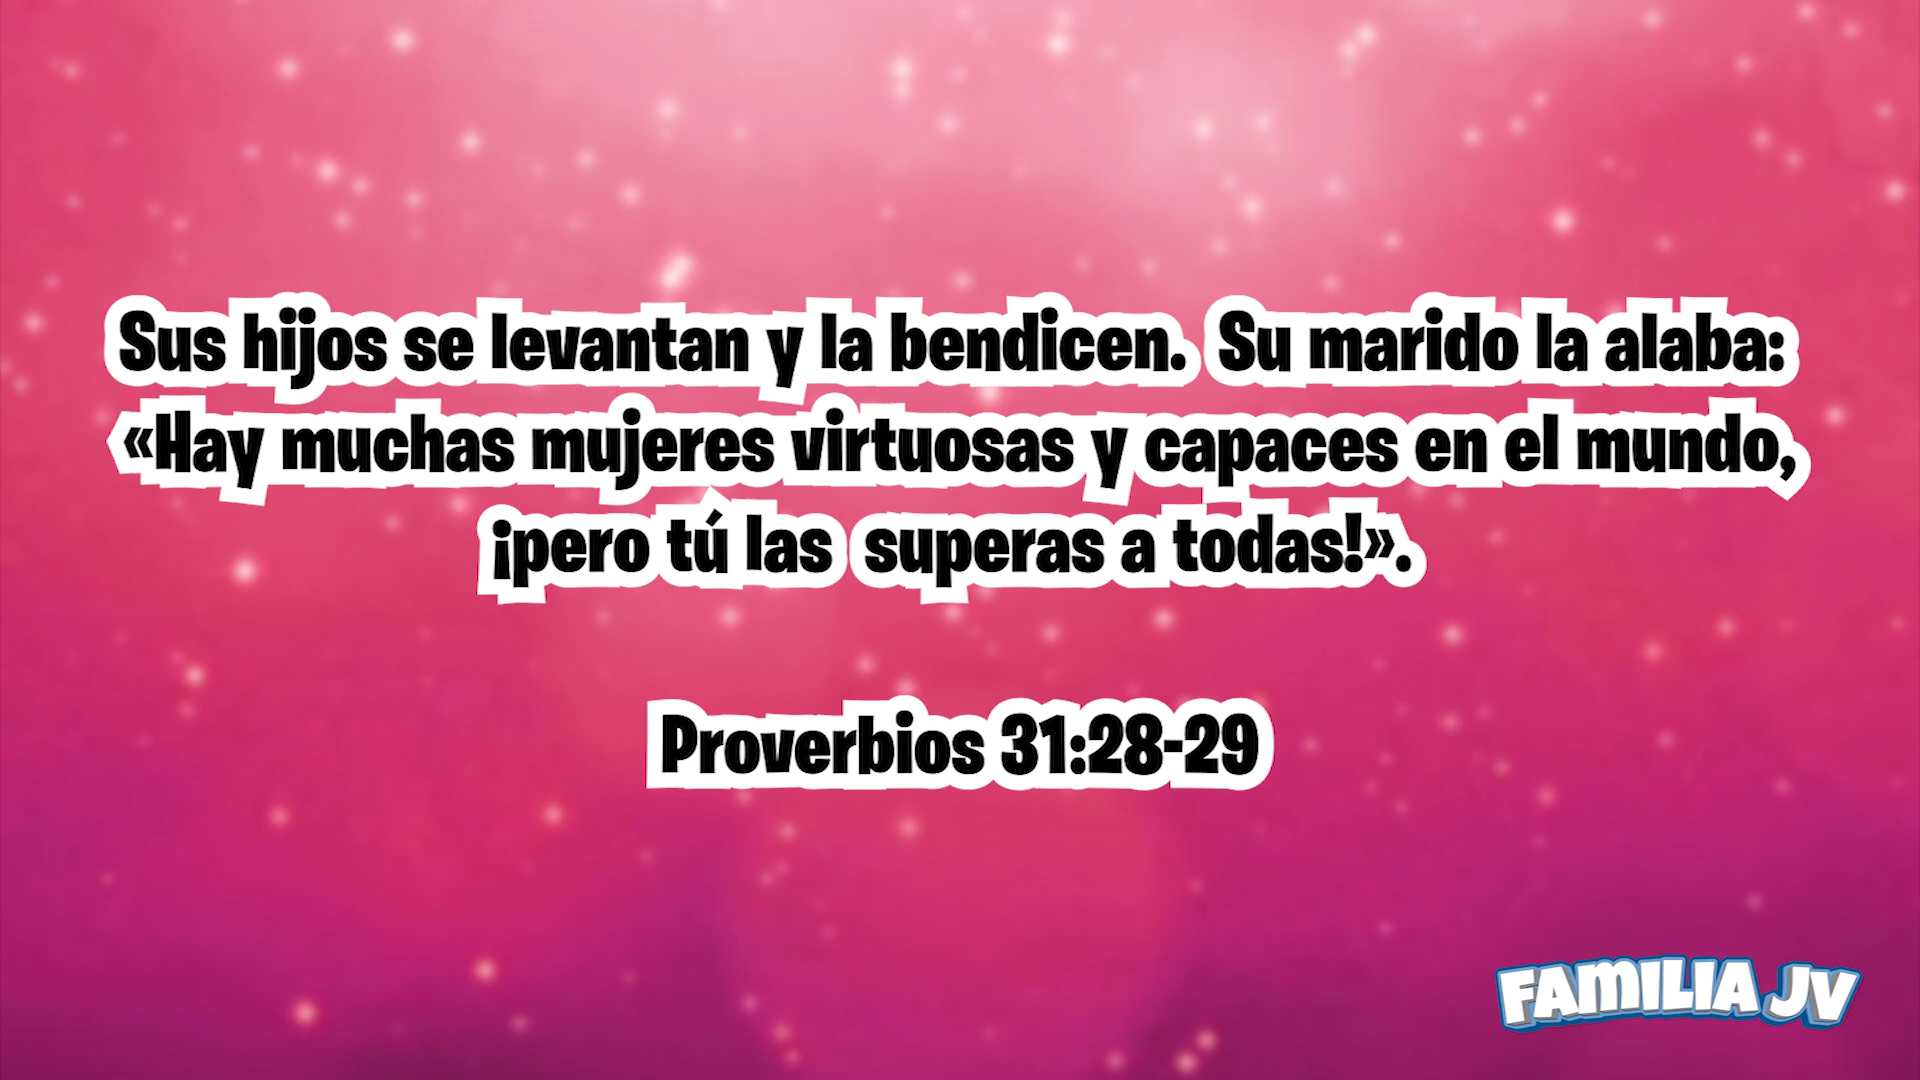 Sus hijos se levantan y la bendicen. Su marido la alaba:
«Hay muchas mujeres virtuosas y capaces en el mundo,
¡pero tú las superas a todas!».
Proverbios 31:28-29
FAMILIA JV